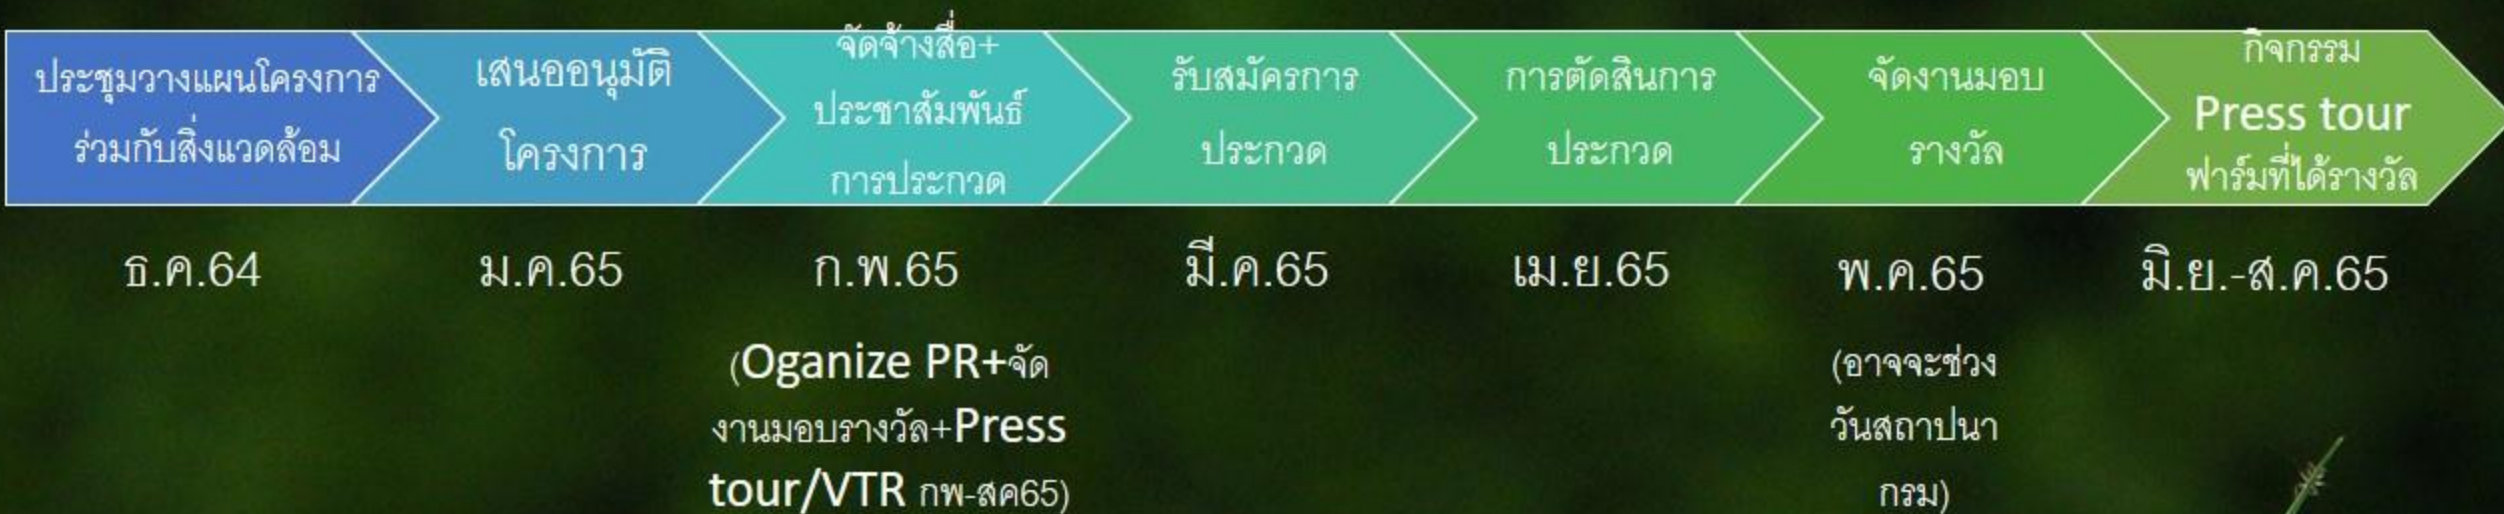 ประชุมวางแผนโครงการ
ร่วมกับสิ่งแวดล้อม
เสนออนุมัติ
โครงการ
จัดจ้างสื่อ+
ประชาสัมพันธ์
การประกวด
รับสมัครการ
ประกวด
การตัดสินการ
ประกวด
จัดงานมอบ
รางวัล
กิจกรรม
Press tour
ฟาร์มที่ได้รางวัล
ธ.ค.64
ม.ค.65
ก.พ.65
มี.ค.65
เม.ย.65
พ.ค.65
มิ.ย.-ส.ค.65
(Oganize PR+จัด
งานมอบรางวัล+Press
tour/VTR กพ-สค65)
(อาจจะช่วง
วันสถาปนา
กรม)